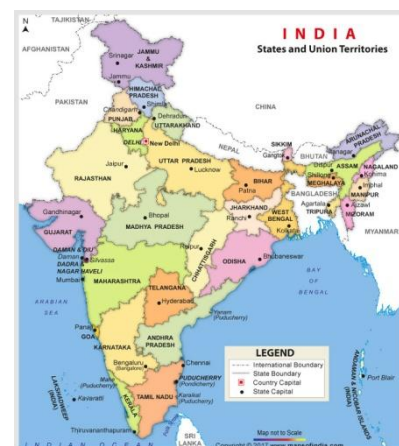 INDIA
States and Union Territories
N
TAJIKISTAN
AFGHANISTAN
PAKISTAN
CHINA
JAMMU
&
KASHMIR
Srinagar
Jammu
HIMACHAL
PRADESH
Shimla
Chandigarh
PUNJAB
Dehradun
UTTARAKHAND
HARYANA
DELHI
New Delhi
RAJASTHAN
Jaipur
UTTAR PRADESH
Lucknow
NEPAL
SIKKIM
Gangtok
BHUTAN
ARUNACHAL
PRADESH
Itanagar
Dispur
ASSAM
NAGALAND
Kohima
Shillong
MEGHALAYA
Imphal
MANIPUR
BANGLADESH
Agartala
TRIPURA
Aizawl
MIZORAM
MYANMAR
BIHAR
Patna
JHARKHAND
Ranchi
WEST
BENGAL
Kolkata
Gandhinagar
GUJARAT
Bhopal
MADHYA PRADESH
Raipur
CHHATTISGARH
ODISHA
Bhubaneswar
DAMAN & DIU
Daman
Silvassa
DADRA &
NAGAR HAVELI
Mumbai
MAHARASHTRA
TELANGANA
Hyderabad
ARABIAN
SEA
BAY
OF
BENGAL
Yanam
(Puducherry)
Panaji
GOA
KARNATAKA
ANDHRA
PRADESH
Bengaluru
(Bangalore)
Chennai
Mahe
(Puducherry)
PUDUCHERRY
(Pondicherry)
Karaikal
(Puducherry)
TAMIL NADU
KERALA
Thiruvananthapuram
LAKSHADWEEP
(INDIA)
Kavaratti
ANDAMAN & NICOBAR ISLANDS
(INDIA)
Port Blair
SRI
LANKA
INDIAN OCEAN
LEGEND
International Boundary
State Boundary
Country Capital
State Capital
Map not to Scale